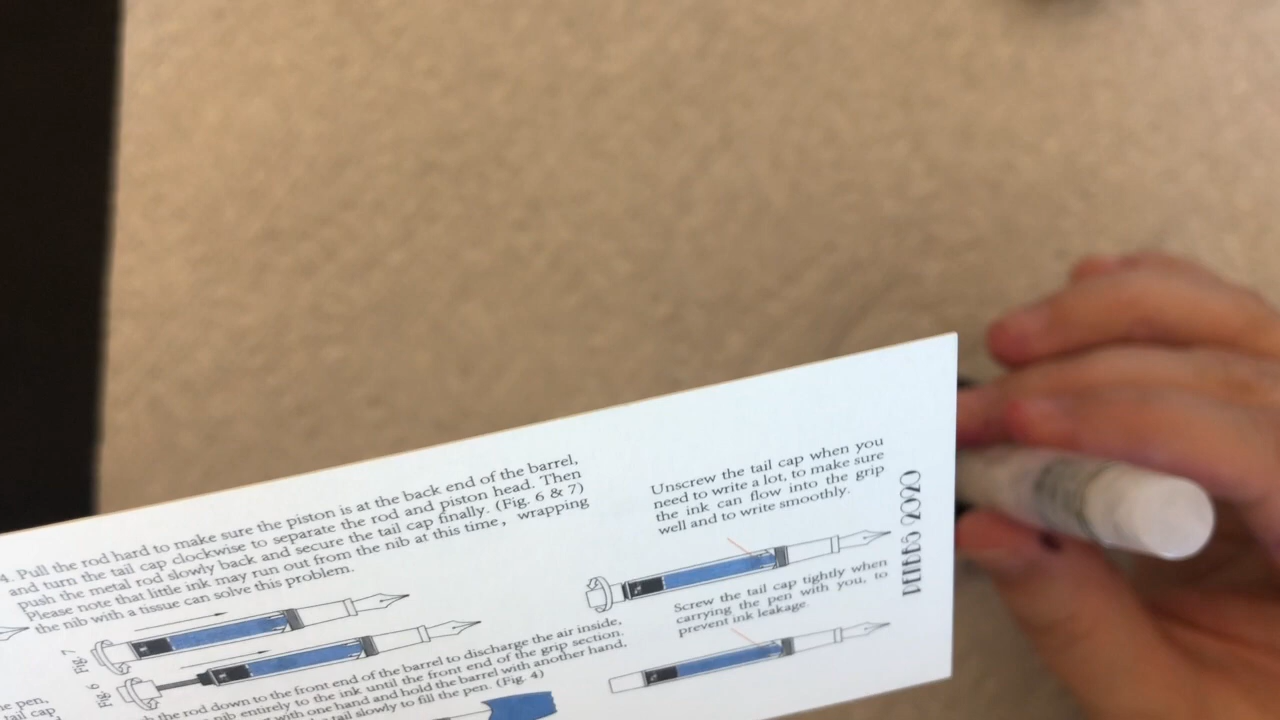 4. Pull the rod hard to make sure the piston is at the back end of the barrel,
and turn the tail cap clockwise to separate the rod and piston head. Then
push the metal rod slowly back and secure the tail cap finally. (Fig. 6 & 7)
Please note that little ink may run out from the nib at this time, wrapping
the nib with a tissue can solve this problem.
Fig. 7
Fig. 6
the rod down to the front end of the barrel to discharge the air inside,
nib entirely to the ink until the front end of the grip section.
with one hand and hold the barrel with another hand,
tail slowly to fill the pen. (Fig. 4)
pen,
tail cap
Unscrew the tail cap when you
need to write a lot, to make sure
the ink can flow into the grip
well and to write smoothly.
Screw the tail cap tightly when
carrying the pen with you, to
prevent ink leakage.
2020